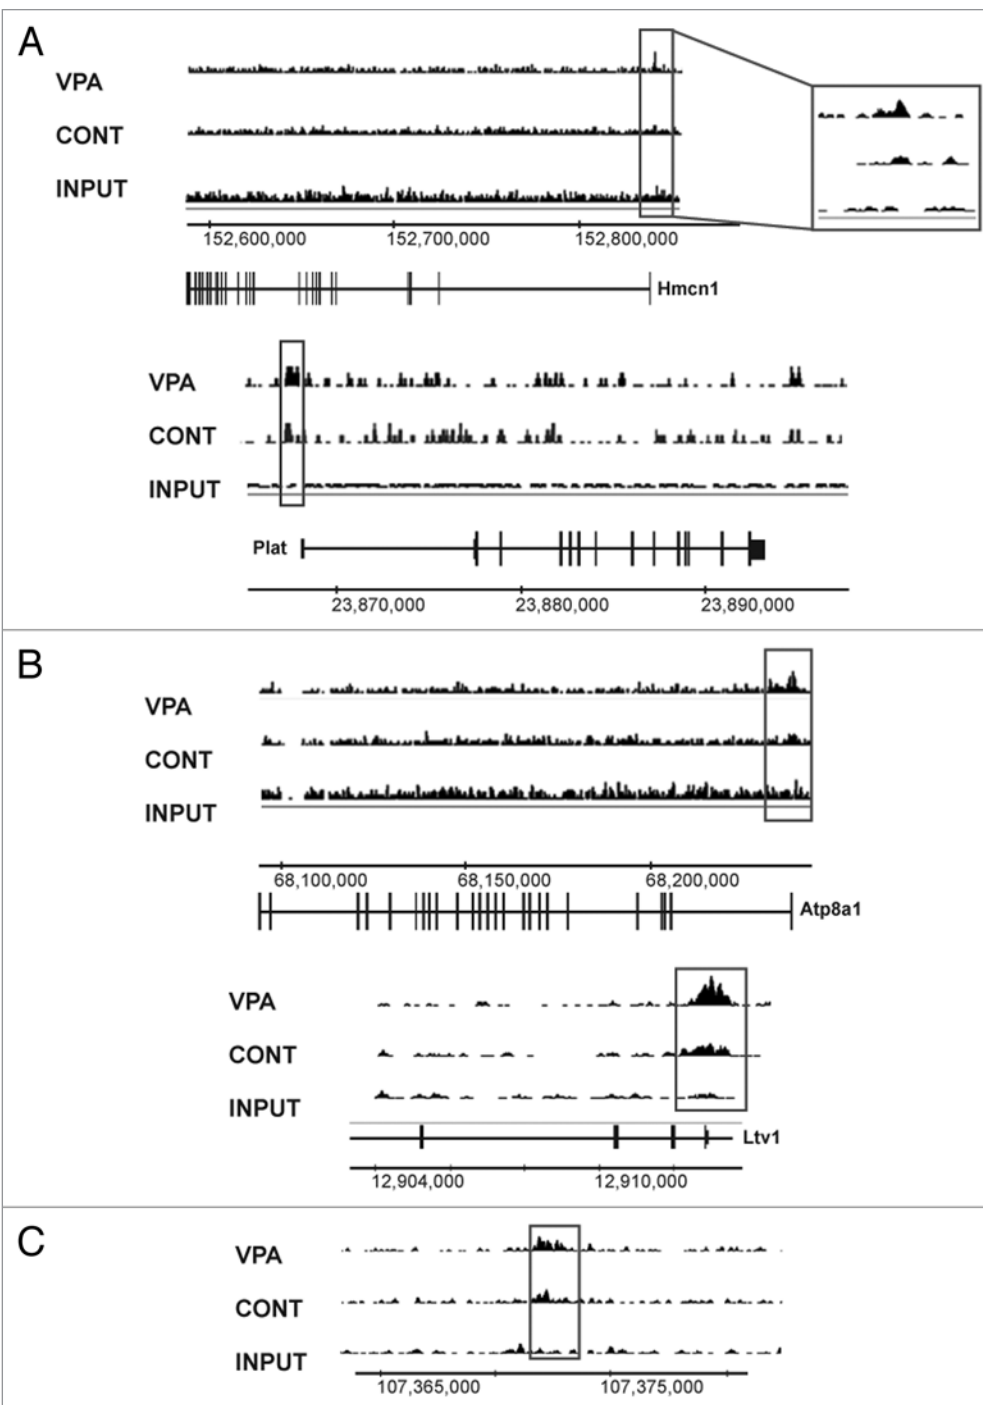 A
VPA
CONT
INPUT
152,600,000 152,700,000 152,800,000
Hmcn1
VPA
CONT
INPUT
Plat
23,870,000 23,880,000 23,890,000
B
VPA
CONT
INPUT
68,100,000 68,150,000 68,200,000
Atp8a1
VPA
CONT
INPUT
Ltv1
12,904,000 12,910,000
C
VPA
CONT
INPUT
107,365,000 107,375,000